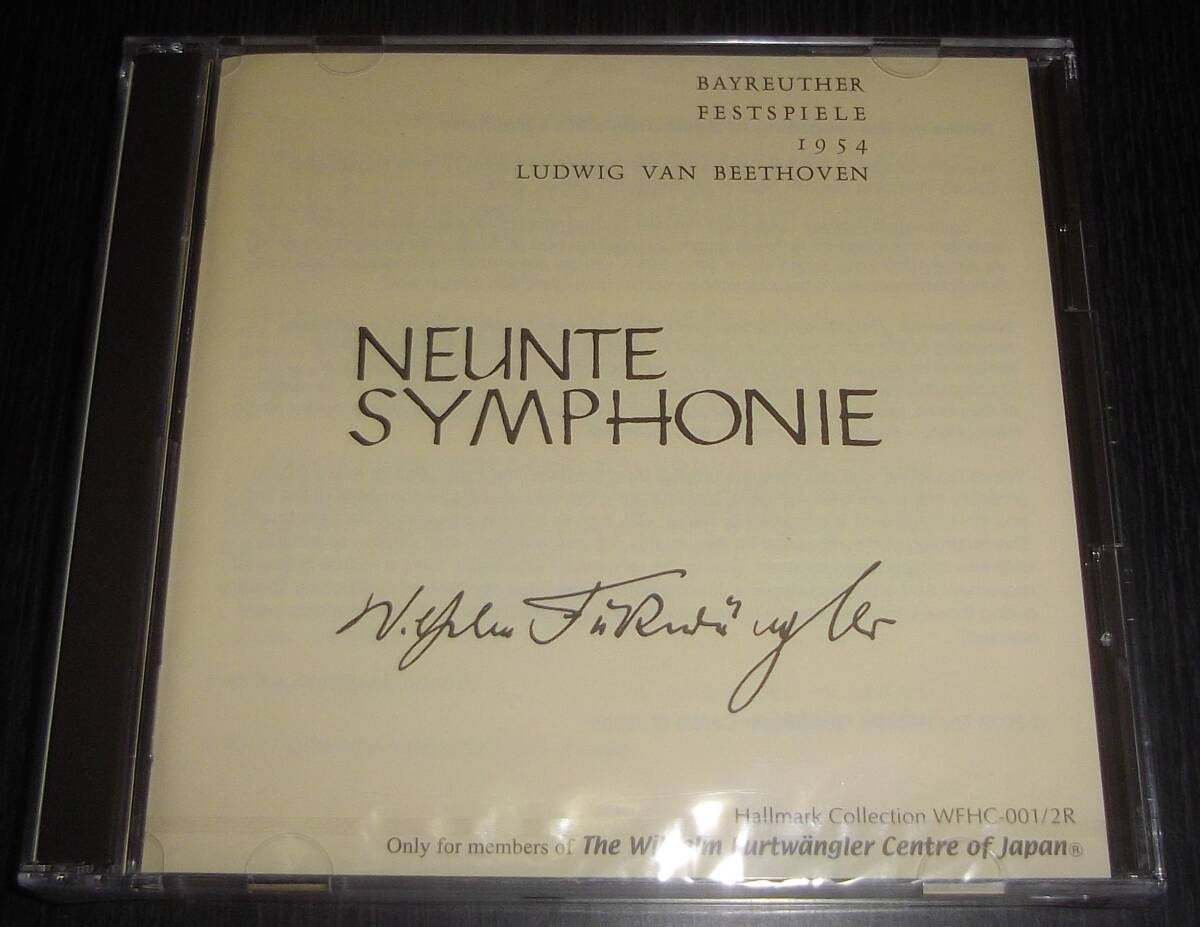 BAYREUTHER
FESTSPIELE
1954
LUDWIG VAN BEETHOVEN
NEUNTE
SYMPHONIE
Wilhelm Furtwängler
Hallmark Collection WFHC-001/2R
Only for members of The Wilhelm Furtwängler Centre of Japan®